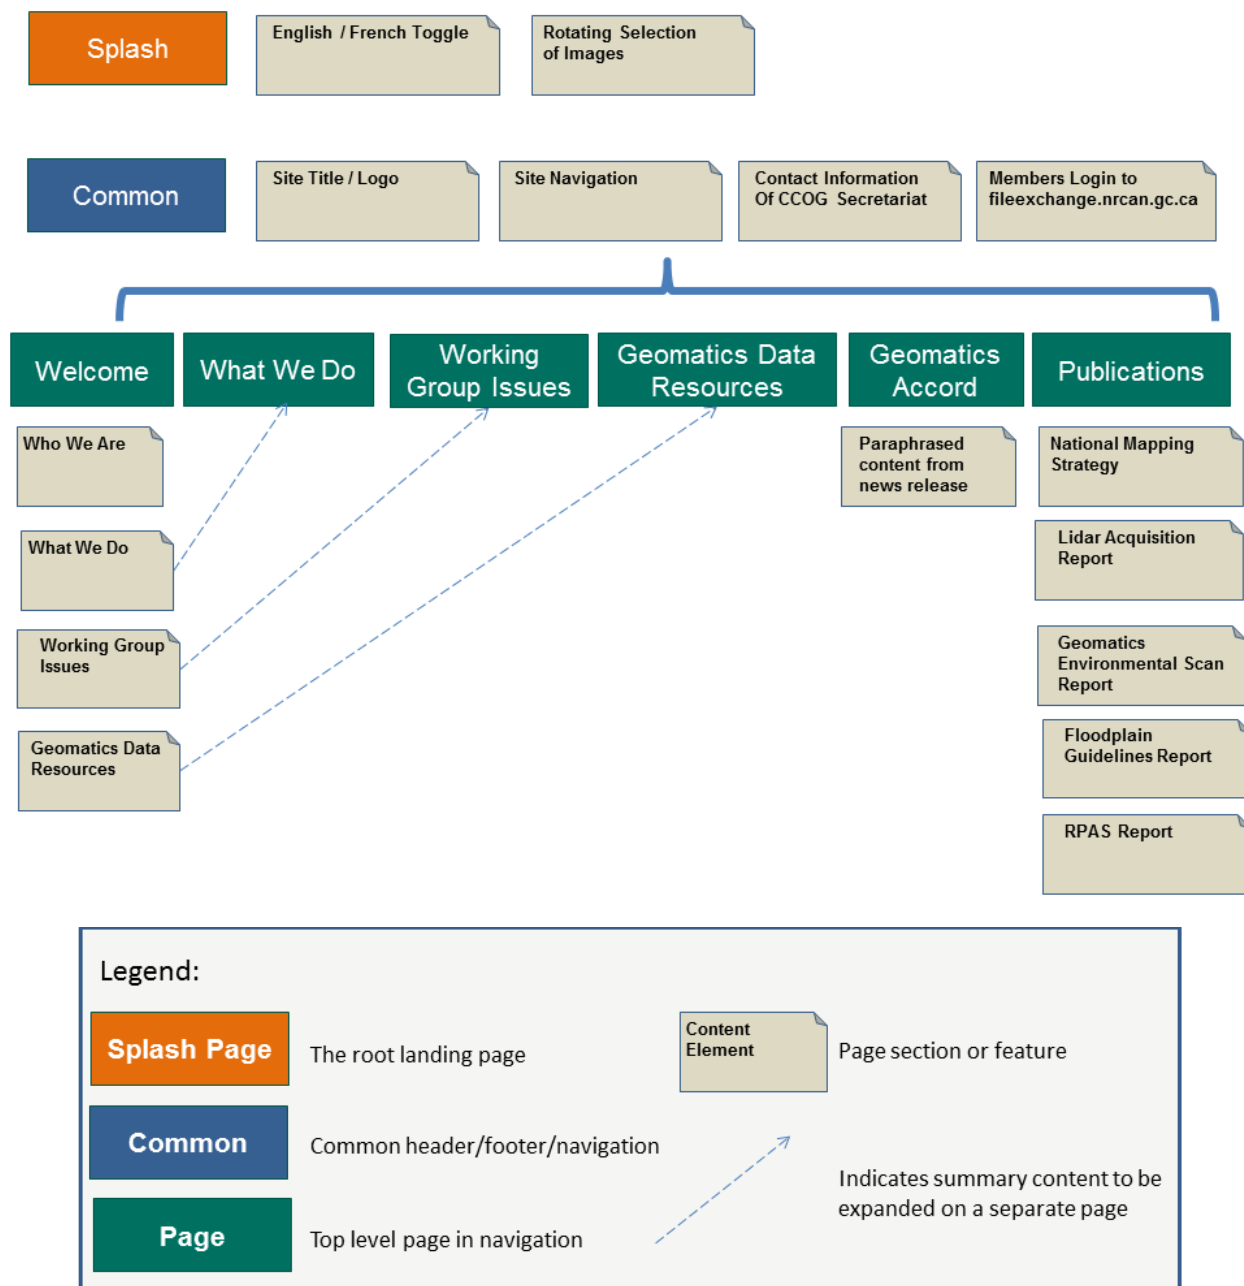 Splash
English / French Toggle
Rotating Selection
of Images
Common
Site Title / Logo
Site Navigation
Contact Information
Of CCOG Secretariat
Members Login to
fileexchange.nrcan.gc.ca
Welcome
What We Do
Working
Group Issues
Geomatics Data
Resources
Geomatics
Accord
Publications
Who We Are
What We Do
Working Group
Issues
Geomatics Data
Resources
Paraphrased
content from
news release
National Mapping
Strategy
Lidar Acquisition
Report
Geomatics
Environmental Scan
Report
Floodplain
Guidelines Report
RPAS Report
Legend:
Splash Page
The root landing page
Content
Element
Page section or feature
Common
Common header/footer/navigation
Indicates summary content to be
expanded on a separate page
Page
Top level page in navigation